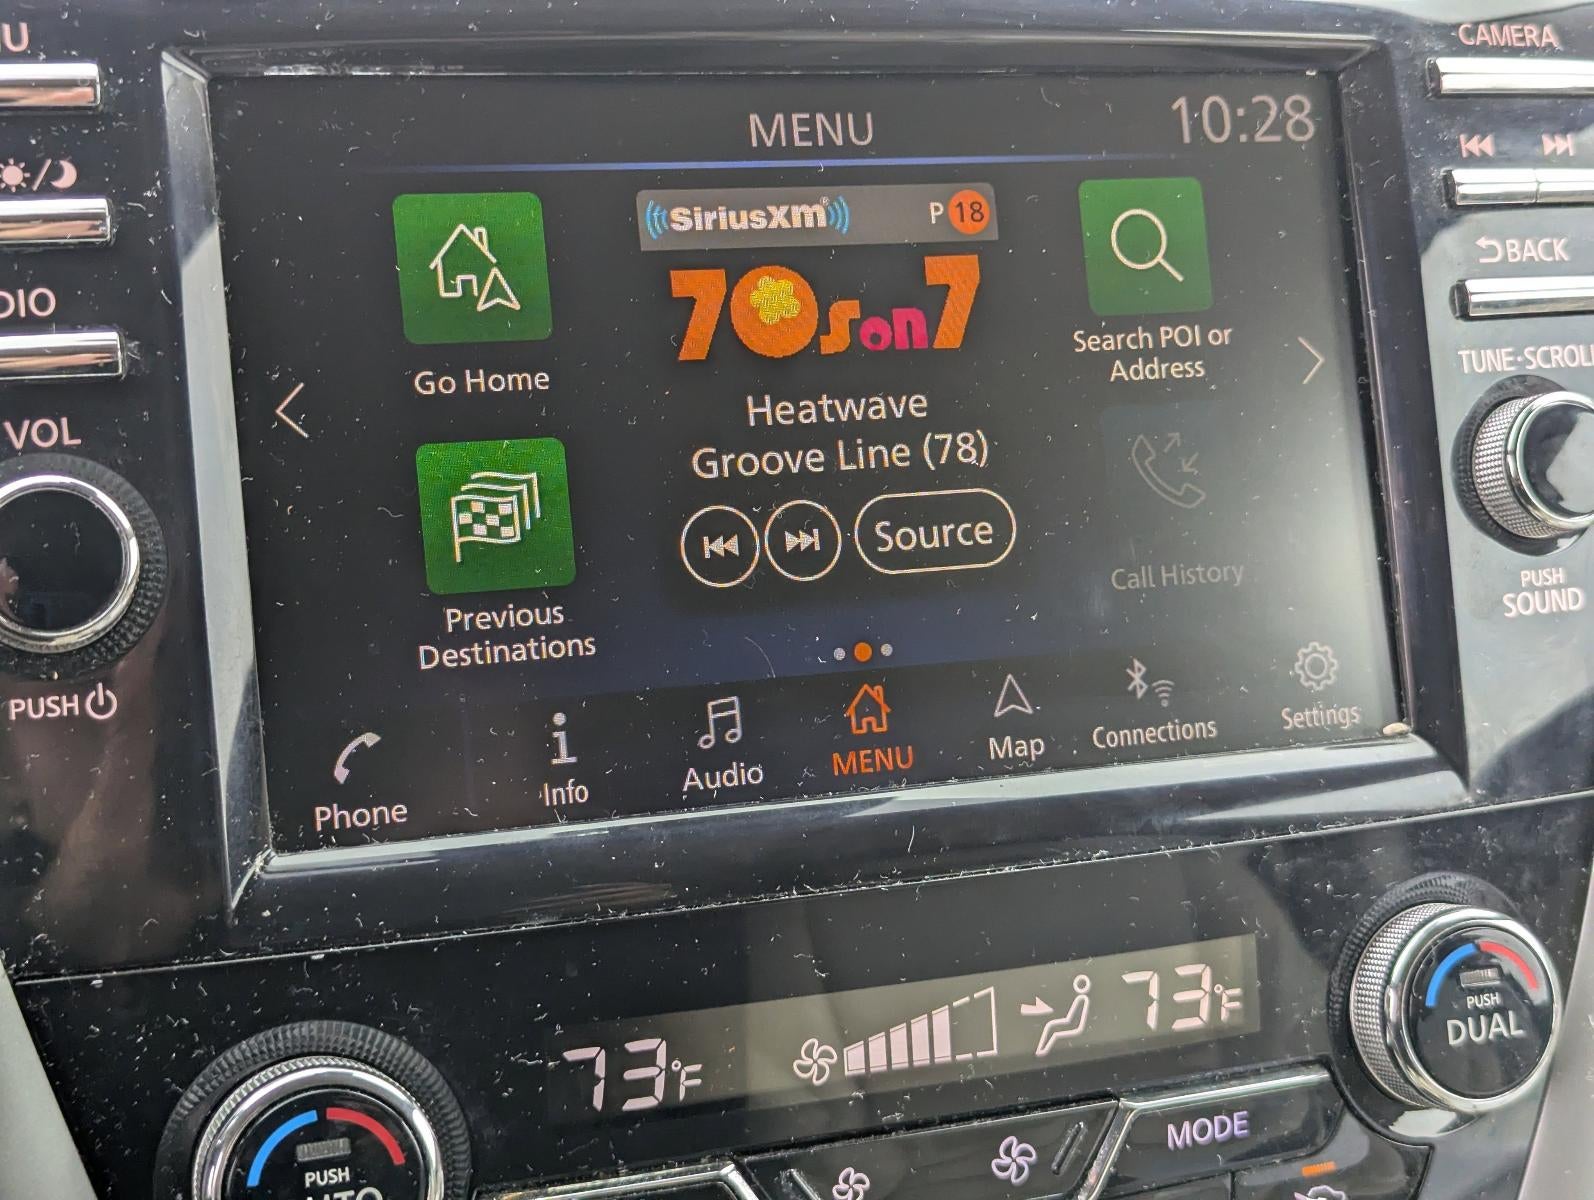 MENU
10:28
CAMERA
SiriusXm
P 18
70s on 7
Go Home
Search POI or
Address
BACK
TUNE·SCROLL
VOL
Heatwave
Groove Line (78)
Source
Call History
Previous
Destinations
PUSH
SOUND
PUSH
Phone
Info
Audio
MENU
Map
Connections
Settings
73°F
73°F
PUSH
DUAL
MODE
PUSH
AUTO